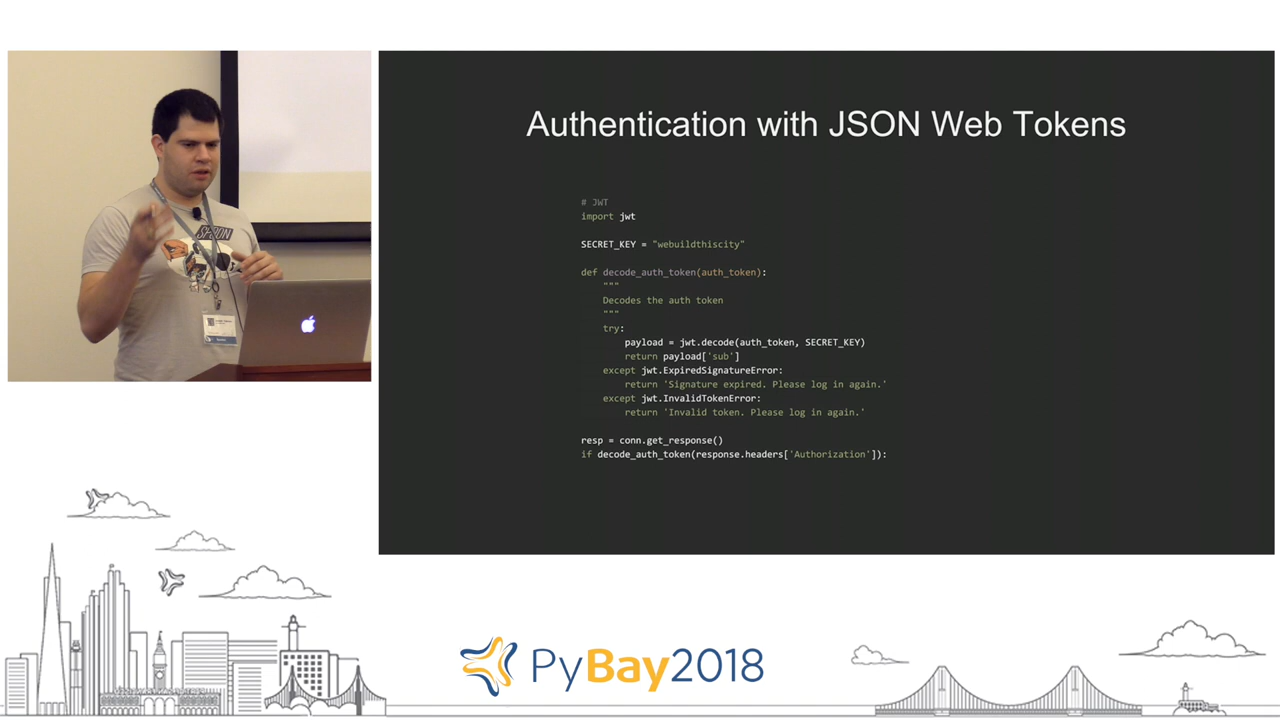 SPOON
Authentication with JSON Web Tokens
# JWT
import jwt
SECRET_KEY = "webuildthiscity"
def decode_auth_token(auth_token):
"""
Decodes the auth token
"""
try:
payload = jwt.decode(auth_token, SECRET_KEY)
return payload['sub']
except jwt.ExpiredSignatureError:
return 'Signature expired. Please log in again.'
except jwt.InvalidTokenError:
return 'Invalid token. Please log in again.'
resp = conn.get_response()
if decode_auth_token(response.headers['Authorization']):
PyBay2018